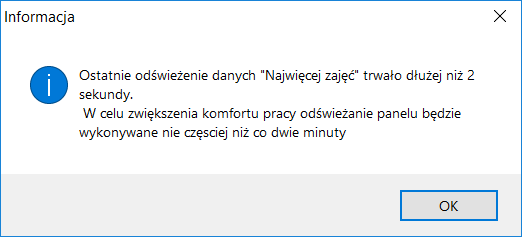 Informacja
Ostatnie odświeżenie danych "Najwięcej zajęć" trwało dłużej niż 2
sekundy.
W celu zwiększenia komfortu pracy odświeżanie panelu będzie
wykonywane nie częsciej niż co dwie minuty
OK